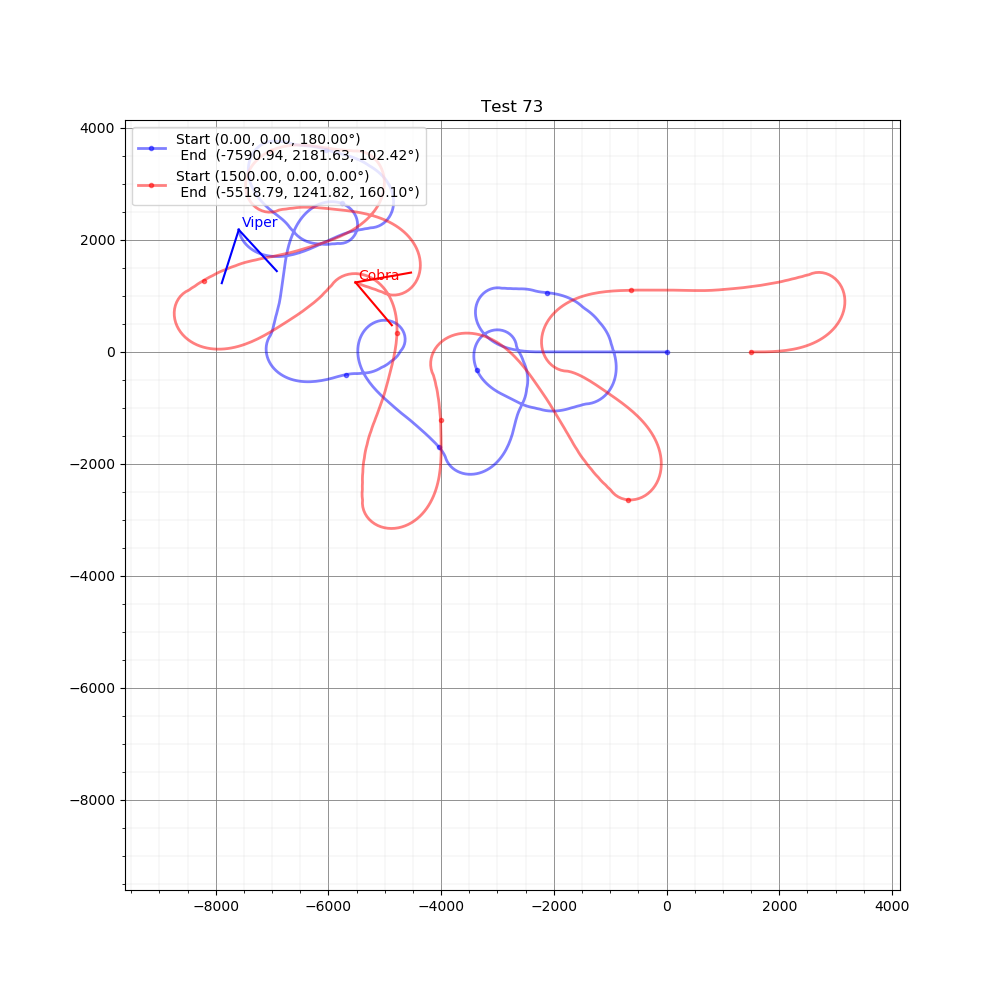 Test 73
Start (0.00, 0.00, 180.00°)
End (-7590.94, 2181.63, 102.42°)
Start (1500.00, 0.00, 0.00°)
End (-5518.79, 1241.82, 160.10°)
Viper
Cobra
4000
2000
0
−2000
−4000
−6000
−8000
−8000 −6000 −4000 −2000 0 2000 4000